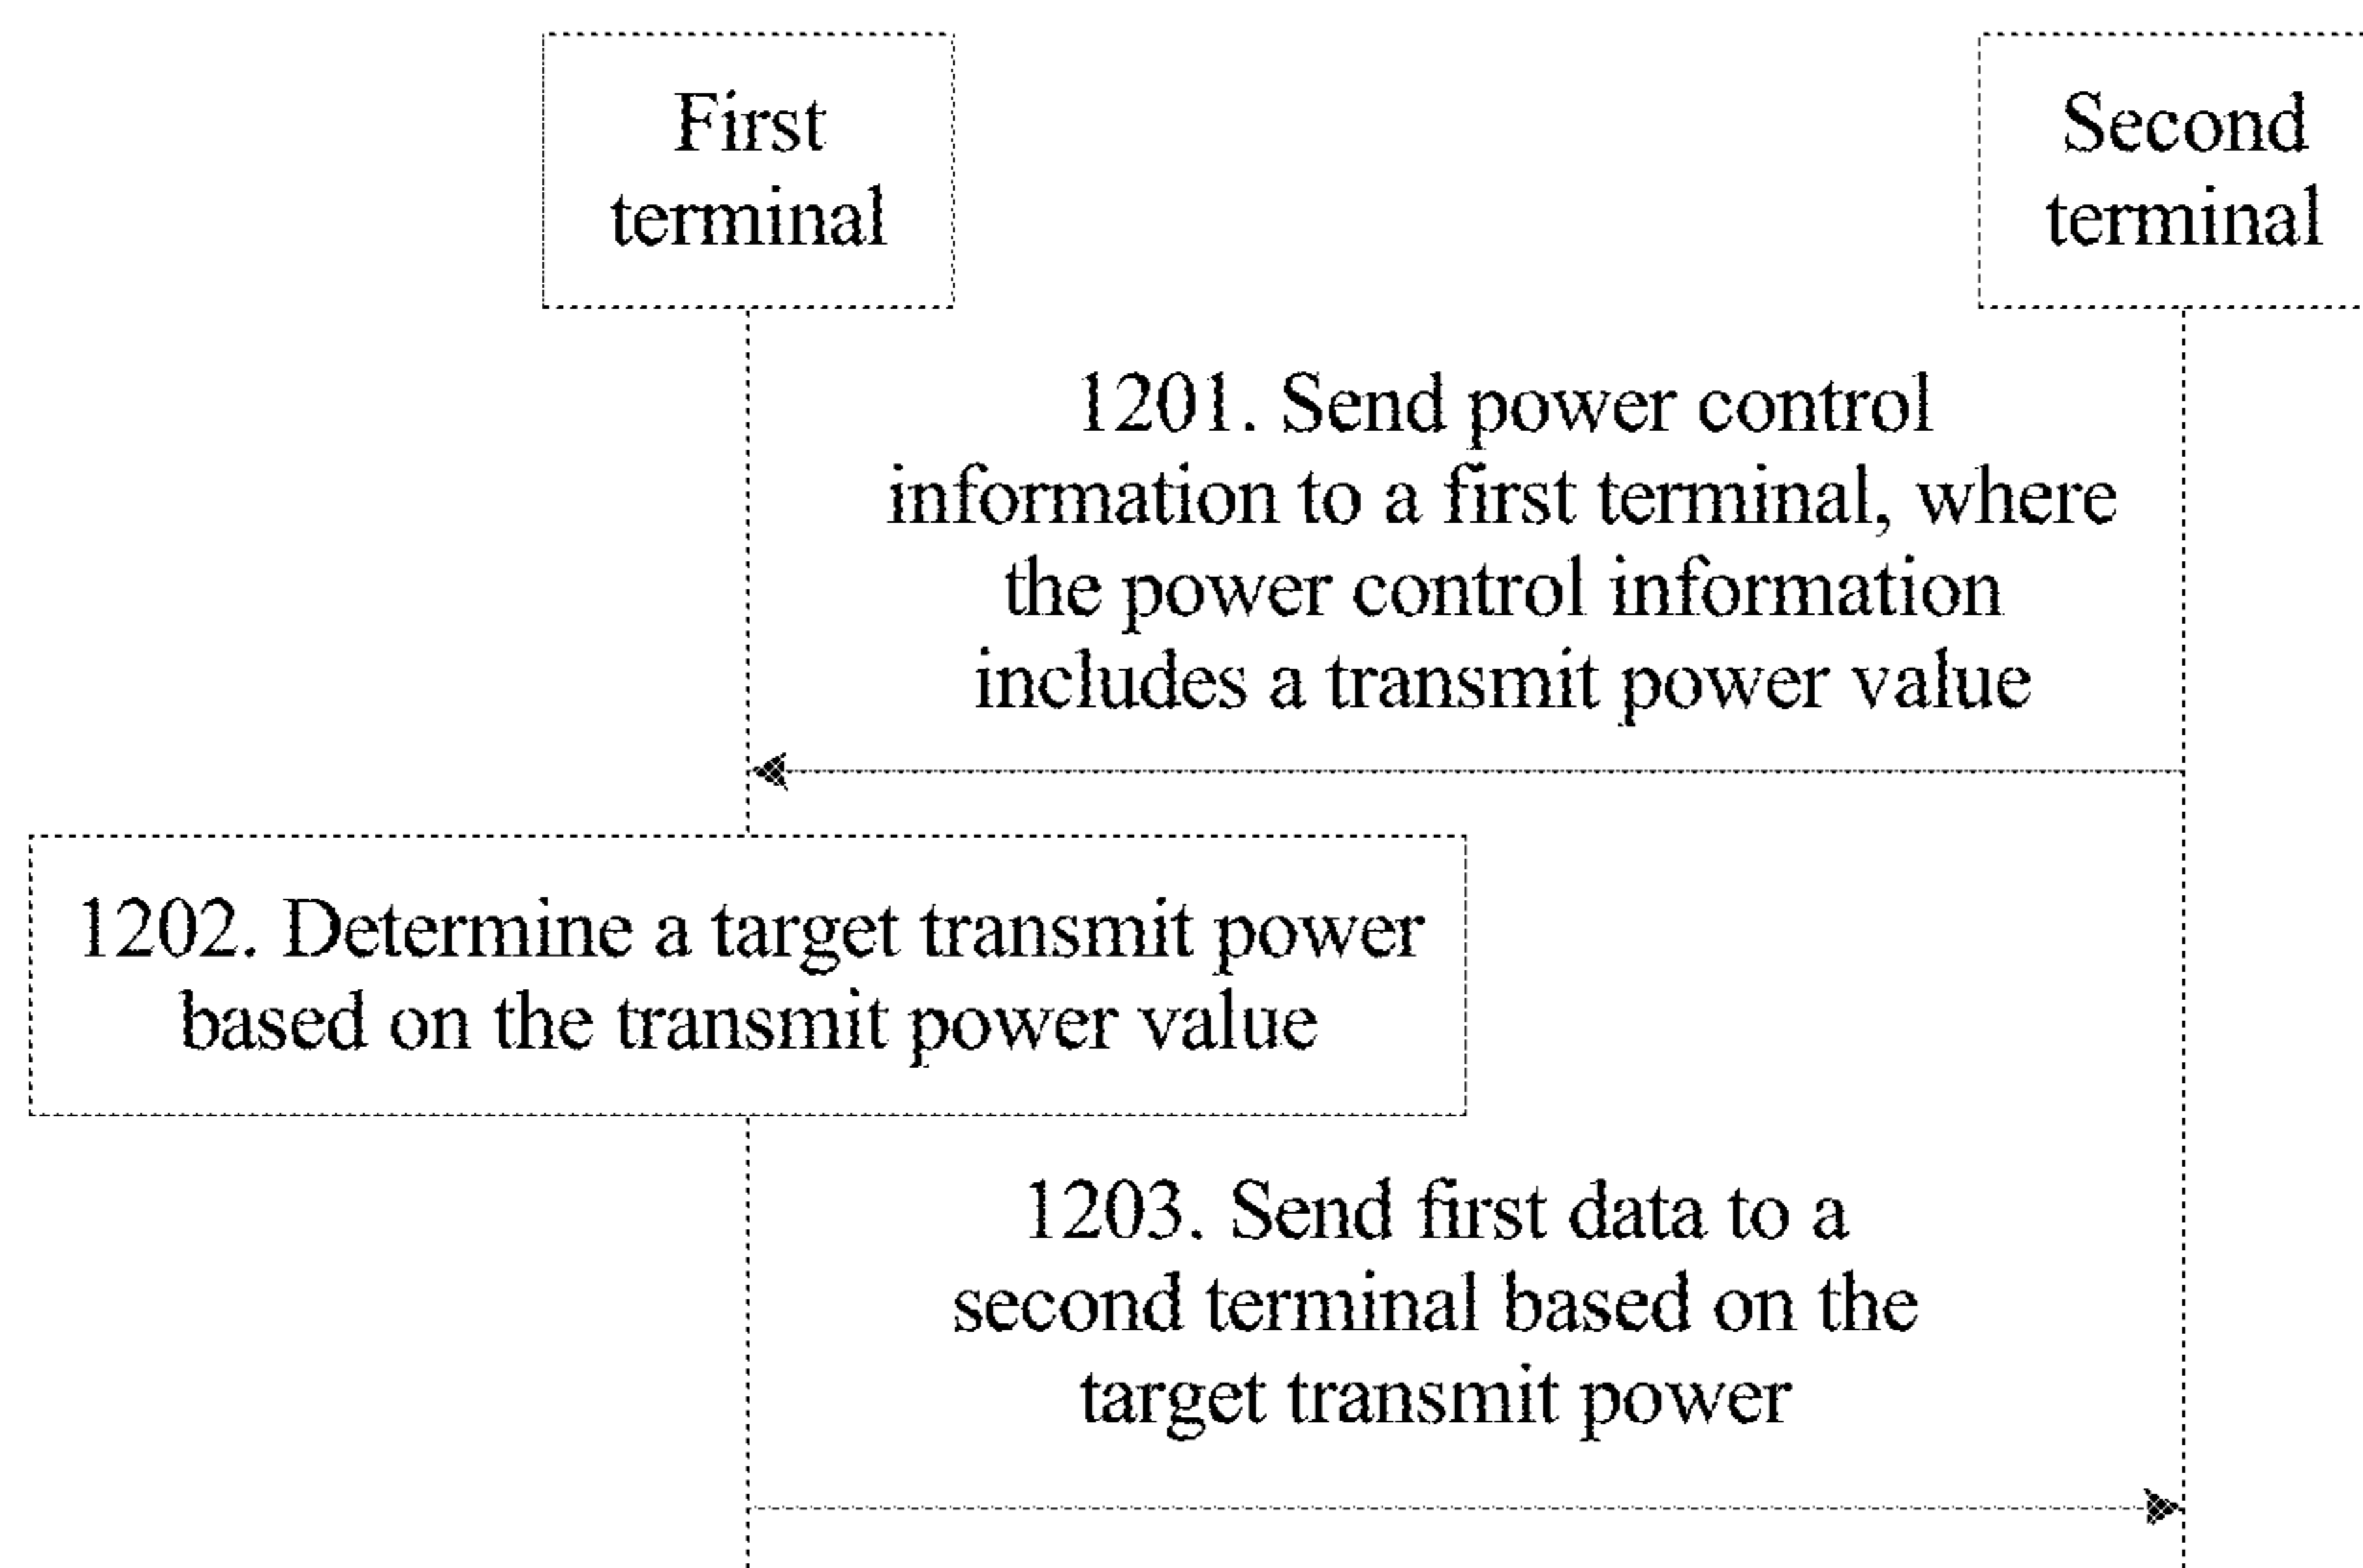 First
terminal
Second
terminal
1201. Send power control
information to a first terminal, where
the power control information
includes a transmit power value
1202. Determine a target transmit power
based on the transmit power value
1203. Send first data to a
second terminal based on the
target transmit power